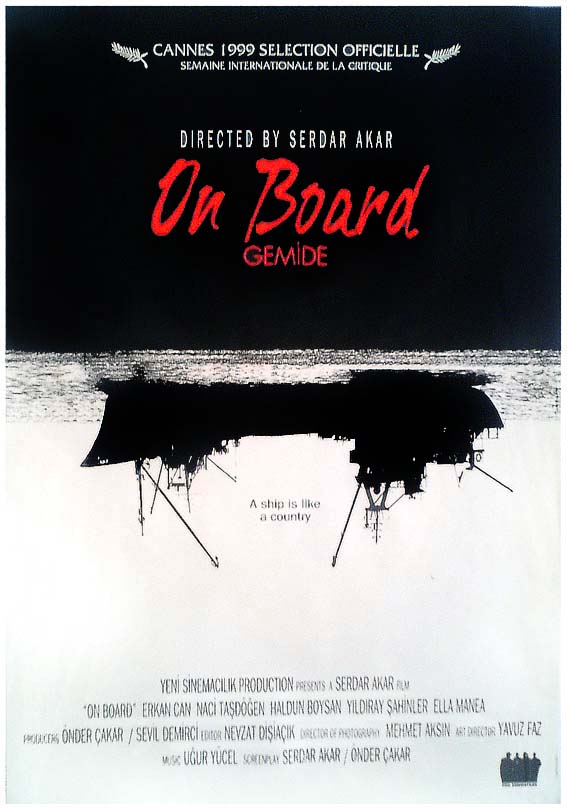 CANNES 1999 SELECTION OFFICIELLE
SEMAINE INTERNATIONALE DE LA CRITIQUE
DIRECTED BY SERDAR AKAR
On Board
GEMİDE
A ship is like
a country
YENİ SİNEMACILIK PRODUCTION PRESENTS A SERDAR AKAR FILM
"ON BOARD" ERKAN CAN NACİ TAŞDÖĞEN HALDUN BOYSAN YILDIRAY ŞAHİNLER ELLA MANEA
PRODUCERS ÖNDER ÇAKAR / SEVİL DEMİRCİ EDITOR NEVZAT DIŞIAÇIK DIRECTOR OF PHOTOGRAPHY MEHMET AKSIN ART DIRECTOR YAVUZ FAZ
MUSIC UĞUR YÜCEL SCREENPLAY SERDAR AKAR / ÖNDER ÇAKAR